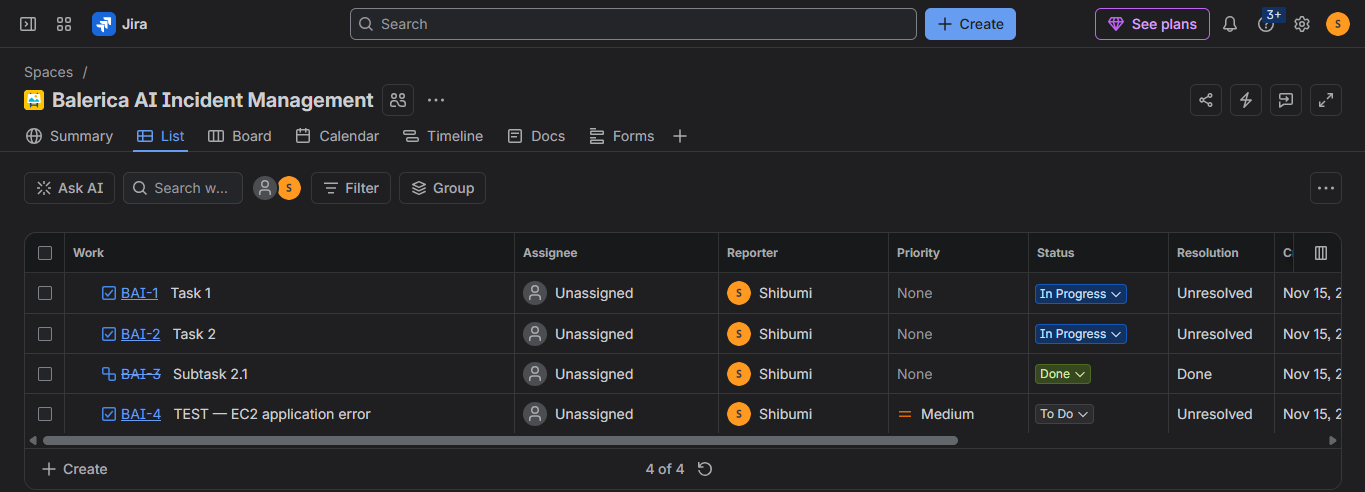 Jira
Search
Create
See plans
3+
S
Spaces /
Balerica AI Incident Management
Summary
List
Board
Calendar
Timeline
Docs
Forms
Ask AI
Search w...
S
Filter
Group
Work Assignee Reporter Priority Status Resolution C
BAI-1 Task 1 Unassigned S Shibumi None In Progress Unresolved Nov 15, 2
BAI-2 Task 2 Unassigned S Shibumi None In Progress Unresolved Nov 15, 2
BAI-3 Subtask 2.1 Unassigned S Shibumi None Done Done Nov 15, 2
BAI-4 TEST — EC2 application error Unassigned S Shibumi Medium To Do Unresolved Nov 15, 2
Create
4 of 4